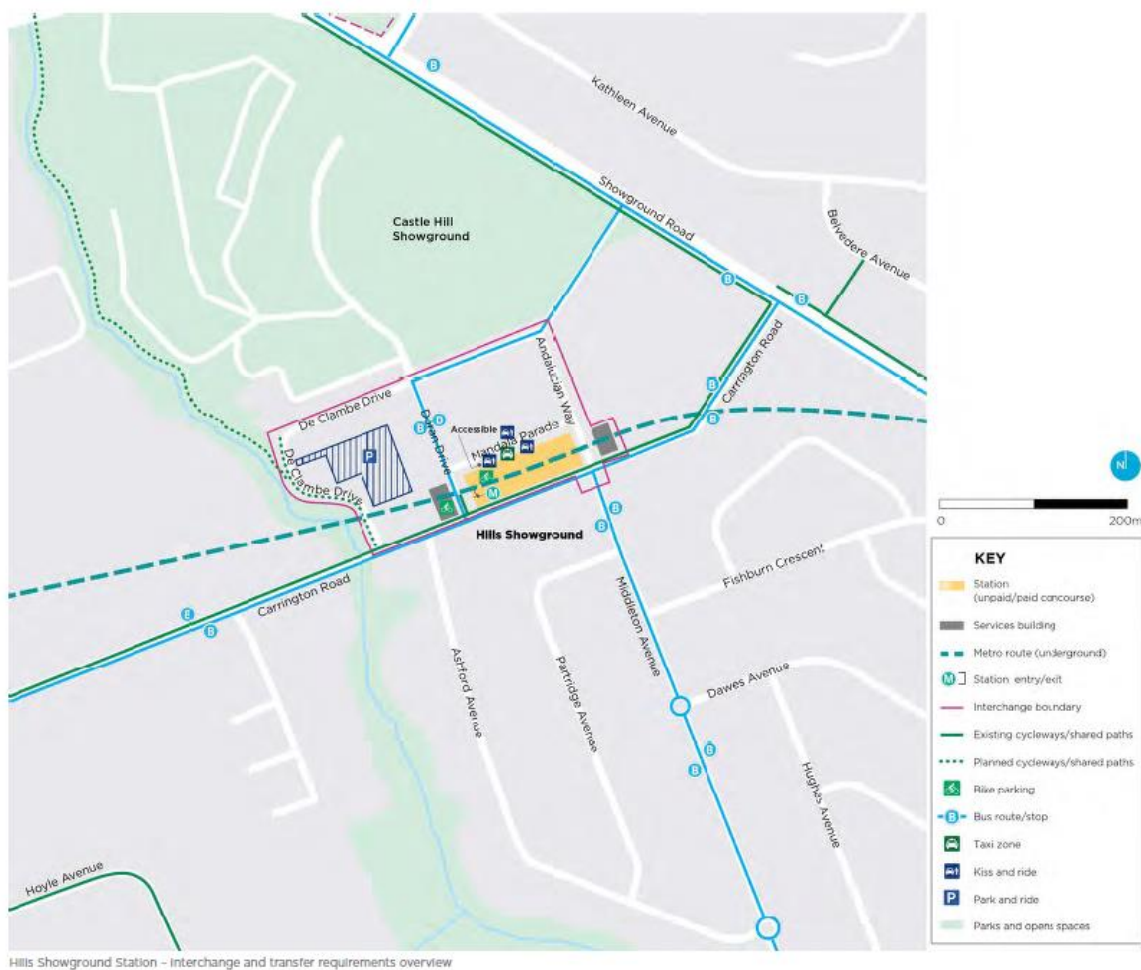 B
Kathleen Avenue
Showground Road
Belvedere Avenue
Castle Hill
Showground
B
B
Carrington Road
Andalucian Way
De Clambe Drive
B
B
Accessible
Mandala Parade
Doran Drive
B
P
De Clambe Drive
M
Hills Showground
B
B
Carrington Road
B
Fishburn Crescent
Middleton Avenue
Ashford Avenue
Partridge Avenue
Dawes Avenue
B
B
Hughes Avenue
Hoyle Avenue
N
0 200m
KEY
Station
(unpaid/paid concourse)
Services building
Metro route (underground)
M Station entry/exit
Interchange boundary
Existing cycleways/shared paths
Planned cycleways/shared paths
Bike parking
B Bus route/stop
Taxi zone
Kiss and ride
P Park and ride
Parks and opens spaces
Hills Showground Station - Interchange and transfer requirements overview